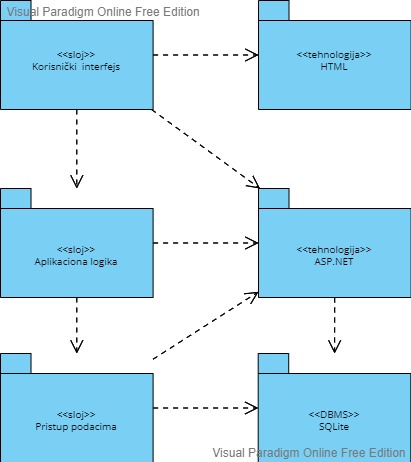 Visual Paradigm Online Free Edition
<<sloj>>
Korisnički interfejs
<<tehnologija>>
HTML
<<sloj>>
Aplikaciona logika
<<tehnologija>>
ASP.NET
<<sloj>>
Pristup podacima
<<DBMS>>
SQLite
Visual Paradigm Online Free Edition